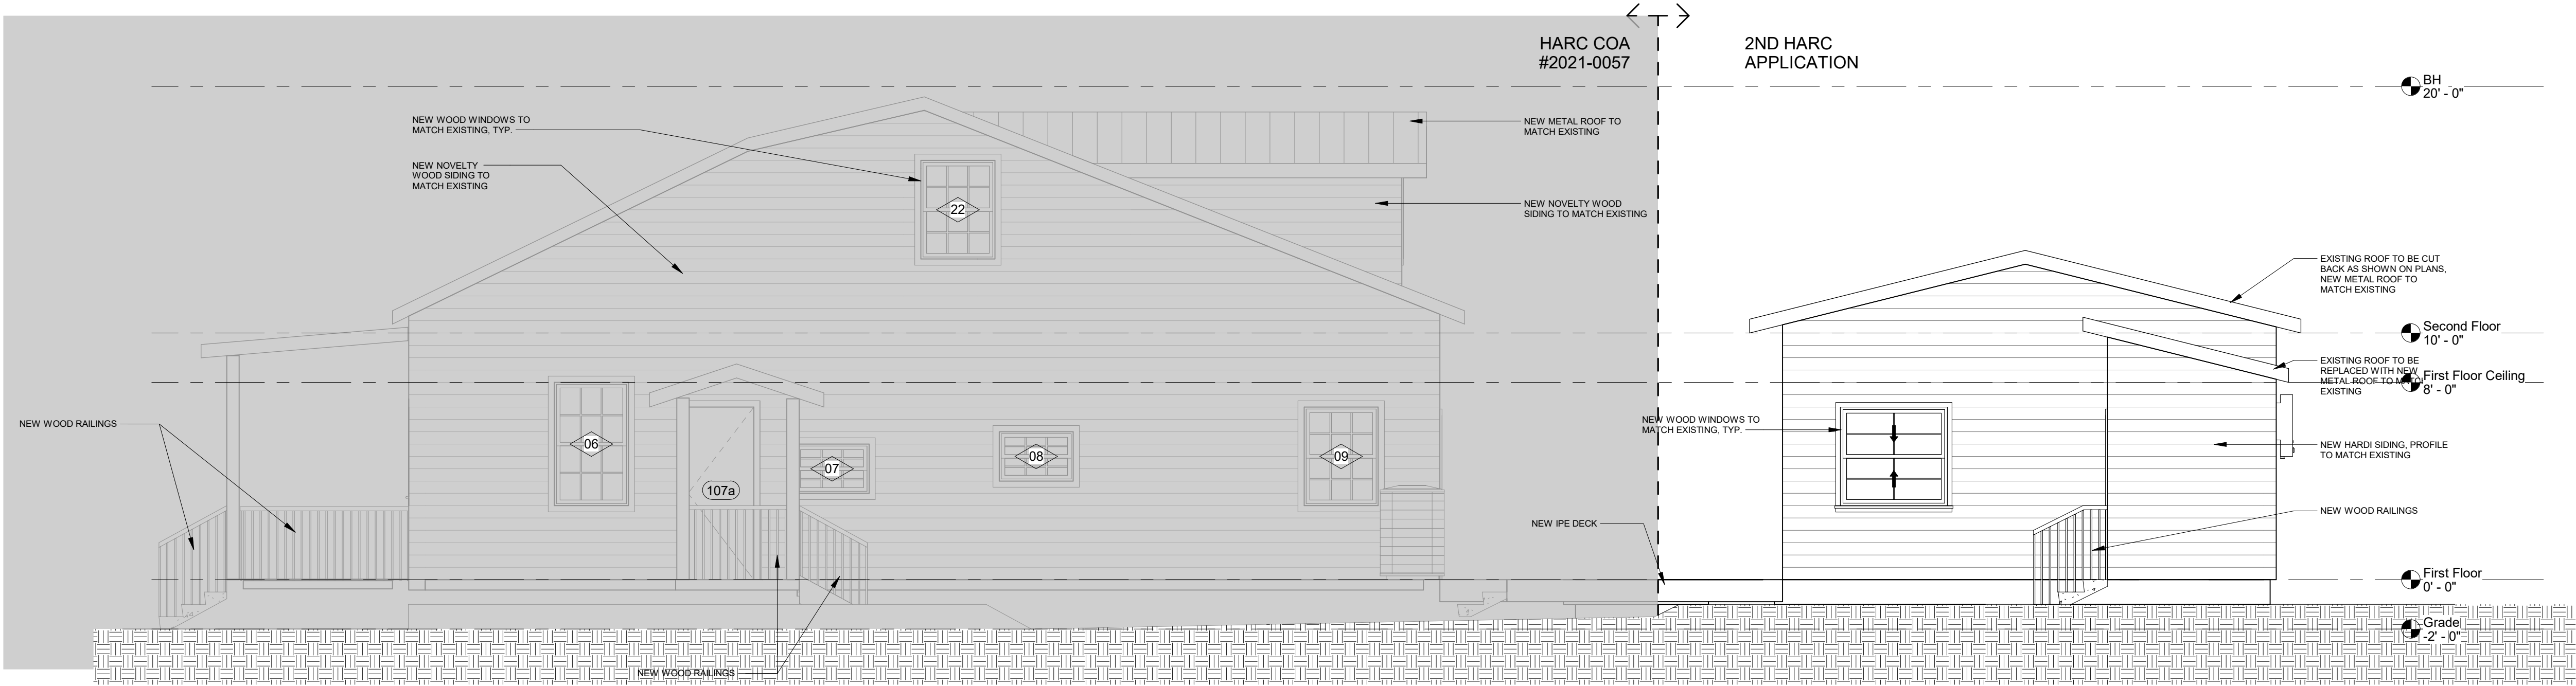 HARC COA
#2021-0057
2ND HARC
APPLICATION
BH
20' - 0"
NEW WOOD WINDOWS TO
MATCH EXISTING, TYP.
NEW METAL ROOF TO
MATCH EXISTING
NEW NOVELTY
WOOD SIDING TO
MATCH EXISTING
22
NEW NOVELTY WOOD
SIDING TO MATCH EXISTING
EXISTING ROOF TO BE CUT
BACK AS SHOWN ON PLANS,
NEW METAL ROOF TO
MATCH EXISTING
Second Floor
10' - 0"
EXISTING ROOF TO BE
REPLACED WITH NEW
METAL ROOF TO MATCH
EXISTING
First Floor Ceiling
8' - 0"
NEW WOOD RAILINGS
06
07
08
09
107a
NEW WOOD WINDOWS TO
MATCH EXISTING, TYP.
NEW HARDI SIDING, PROFILE
TO MATCH EXISTING
NEW IPE DECK
NEW WOOD RAILINGS
First Floor
0' - 0"
Grade
-2' - 0"
NEW WOOD RAILINGS